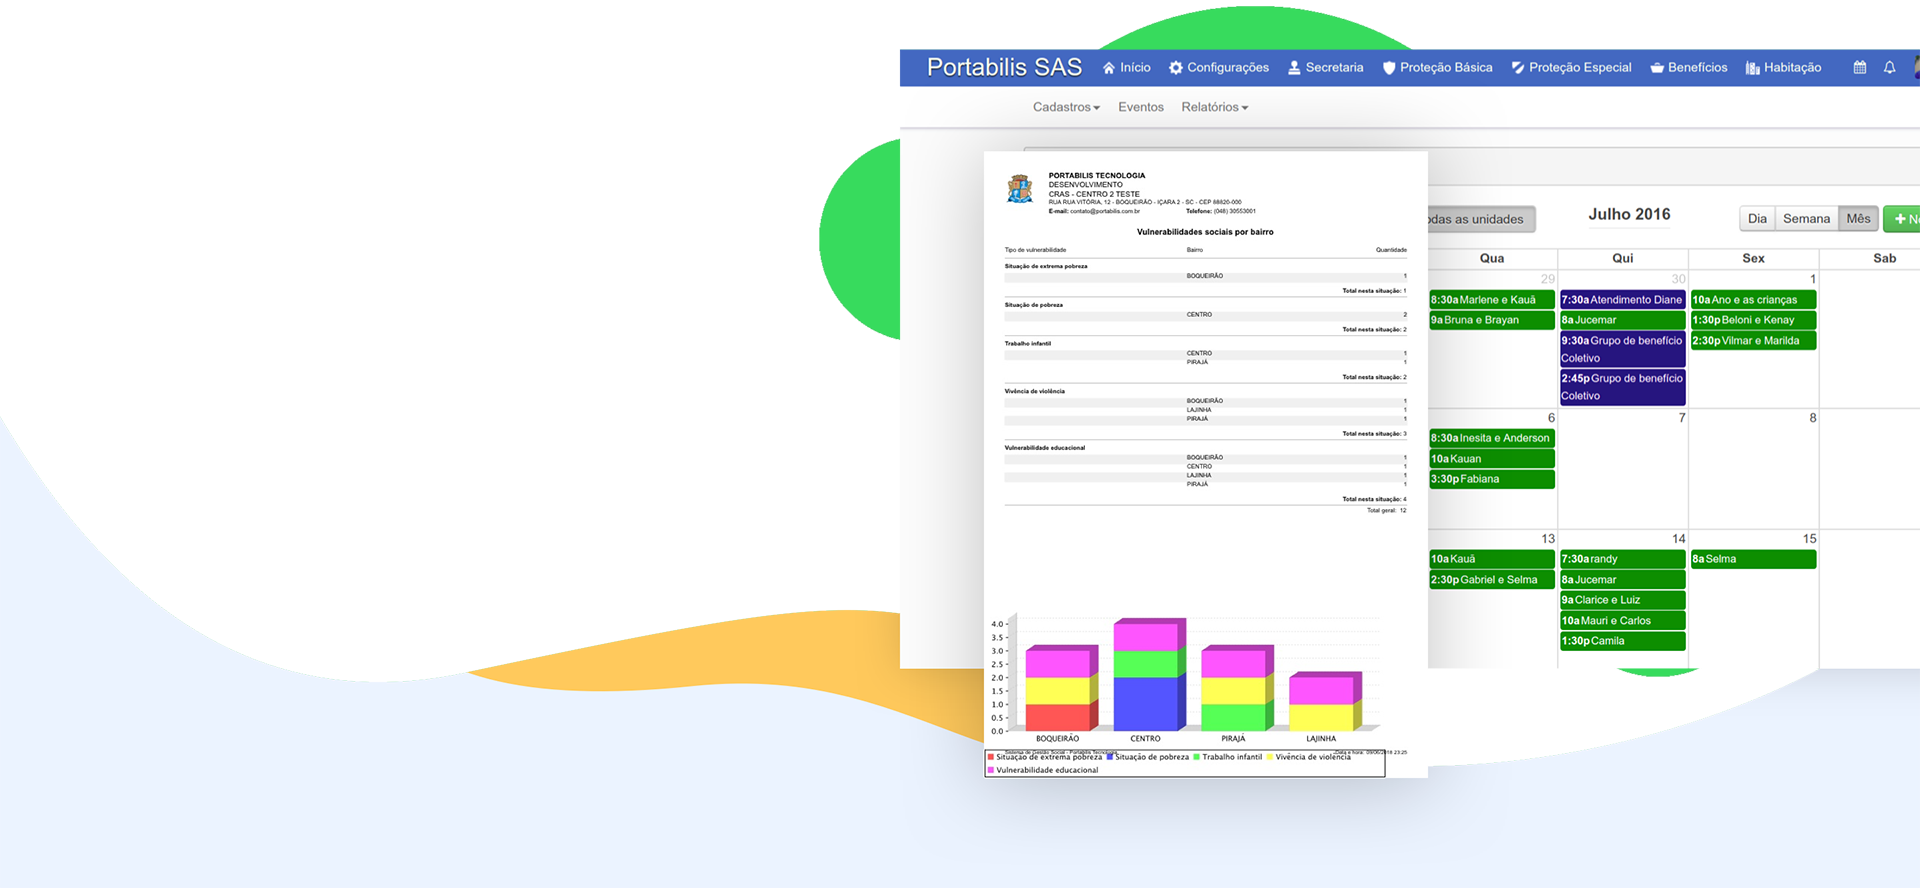 Portabilis SAS Início Configurações Secretaria Proteção Básica Proteção Especial Benefícios Habitação
Cadastros Eventos Relatórios
PORTABILIS TECNOLOGIA
DESENVOLVIMENTO
CRAS - CENTRO 2 TESTE
RUA RUA VITÓRIA, 12 - BOQUEIRÃO - IÇARA 2 - SC - CEP 88820-000
E-mail: contato@portabilis.com.br Telefone: (048) 30553001
Vulnerabilidades sociais por bairro
Tipo de vulnerabilidade Bairro Quantidade
Situação de extrema pobreza
BOQUEIRÃO 1
Total nesta situação: 1
Situação de pobreza
CENTRO 2
Total nesta situação: 2
Trabalho infantil
CENTRO 1
PIRAJÁ 1
Total nesta situação: 2
Vivência de violência
BOQUEIRÃO 1
LAJINHA 1
PIRAJÁ 1
Total nesta situação: 3
Vulnerabilidade educacional
BOQUEIRÃO 1
CENTRO 1
LAJINHA 1
PIRAJÁ 1
Total nesta situação: 4
Total geral: 12
4.0
3.5
3.0
2.5
2.0
1.5
1.0
0.5
0.0
BOQUEIRÃO CENTRO PIRAJÁ LAJINHA
Sistema de Gestão Social - Portabilis Tecnologia Data e hora:
Situação de extrema pobreza Situação de pobreza Trabalho infantil Vivência de violência
Vulnerabilidade educacional
odas as unidades Julho 2016 Dia Semana Mês + N
Qua Qui Sex Sab
29 30 1
8:30a Marlene e Kauã
9a Bruna e Brayan
7:30a Atendimento Diane
8a Jucemar
9:30a Grupo de benefício
Coletivo
2:45p Grupo de benefício
Coletivo
10a Ano e as crianças
1:30p Beloni e Kenay
2:30p Vilmar e Marilda
6 7 8
8:30a Inesita e Anderson
10a Kauan
3:30p Fabiana
13 14 15
10a Kauã
2:30p Gabriel e Selma
7:30a randy
8a Jucemar
9a Clarice e Luiz
10a Mauri e Carlos
1:30p Camila
8a Selma